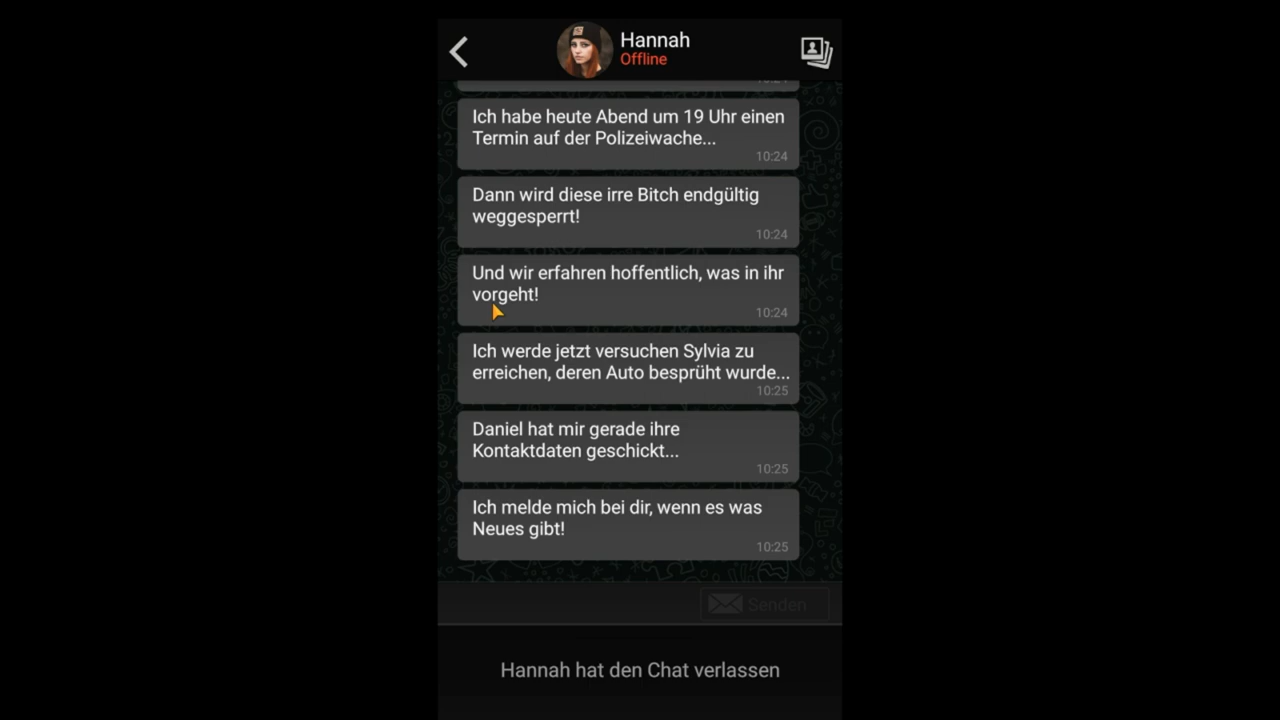 Hannah
Offline
Ich habe heute Abend um 19 Uhr einen
Termin auf der Polizeiwache...
10:24
Dann wird diese irre Bitch endgültig
weggesperrt!
10:24
Und wir erfahren hoffentlich, was in ihr
vorgeht!
10:24
Ich werde jetzt versuchen Sylvia zu
erreichen, deren Auto besprüht wurde...
10:25
Daniel hat mir gerade ihre
Kontaktdaten geschickt...
10:25
Ich melde mich bei dir, wenn es was
Neues gibt!
10:25
Senden
Hannah hat den Chat verlassen